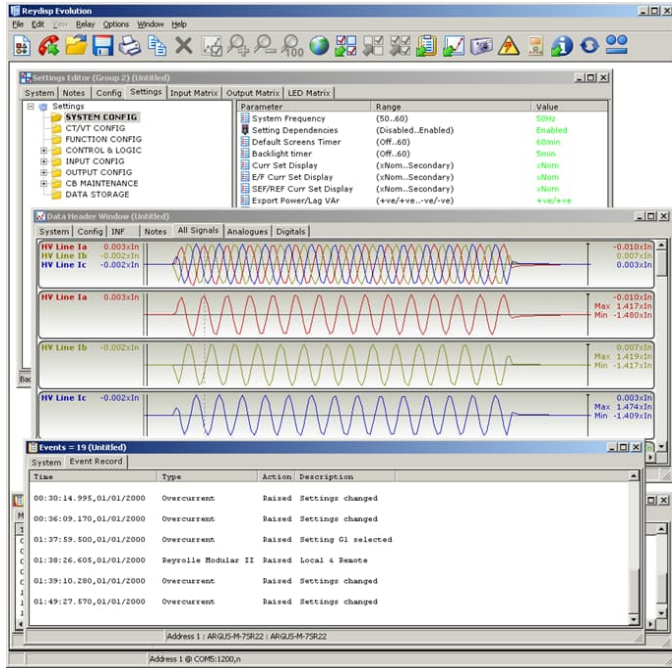 Reydisp Evolution
File Edit View Relay Options Window Help
Settings Editor (Group 2) (Untitled)
System Notes Config Settings Input Matrix Output Matrix LED Matrix
Settings
SYSTEM CONFIG
CT/VT CONFIG
FUNCTION CONFIG
CONTROL & LOGIC
INPUT CONFIG
OUTPUT CONFIG
CB MAINTENANCE
DATA STORAGE
Parameter Range Value
System Frequency (50..60) 50Hz
Setting Dependencies (Disabled..Enabled) Enabled
Default Screens Timer (Off..60) 60min
Backlight timer (Off..60) 5min
Curr Set Display (xNom..Secondary) xNom
E/F Curr Set Display (xNom..Secondary) xNom
SEF/REF Curr Set Display (xNom..Secondary) xNom
Export Power/Lag VAr (+ve/+ve..-ve/-ve) +ve/+ve
Data Header Window (Untitled)
System Config INF Notes All Signals Analogues Digitals
HV Line Ia 0.003xIn -0.010xIn
HV Line Ib -0.002xIn 0.007xIn
HV Line Ic -0.002xIn 0.003xIn
HV Line Ia 0.003xIn -0.010xIn
Max 1.417xIn
Min -1.480xIn
HV Line Ib -0.002xIn 0.007xIn
Max 1.419xIn
Min -1.417xIn
HV Line Ic -0.002xIn 0.003xIn
Max 1.474xIn
Min -1.409xIn
Events = 19 (Untitled)
System Event Record
Time Type Action Description
00:30:14.995,01/01/2000 Overcurrent Raised Settings changed
00:36:09.170,01/01/2000 Overcurrent Raised Settings changed
01:37:59.500,01/01/2000 Overcurrent Raised Setting G1 selected
01:38:26.605,01/01/2000 Reyrolle Modular II Raised Local & Remote
01:39:10.280,01/01/2000 Overcurrent Raised Settings changed
01:49:27.570,01/01/2000 Overcurrent Raised Settings changed
Address 1 : ARGUS-M-7SR22 : ARGUS-M-7SR22
Address 1 @ COM5:1200,n